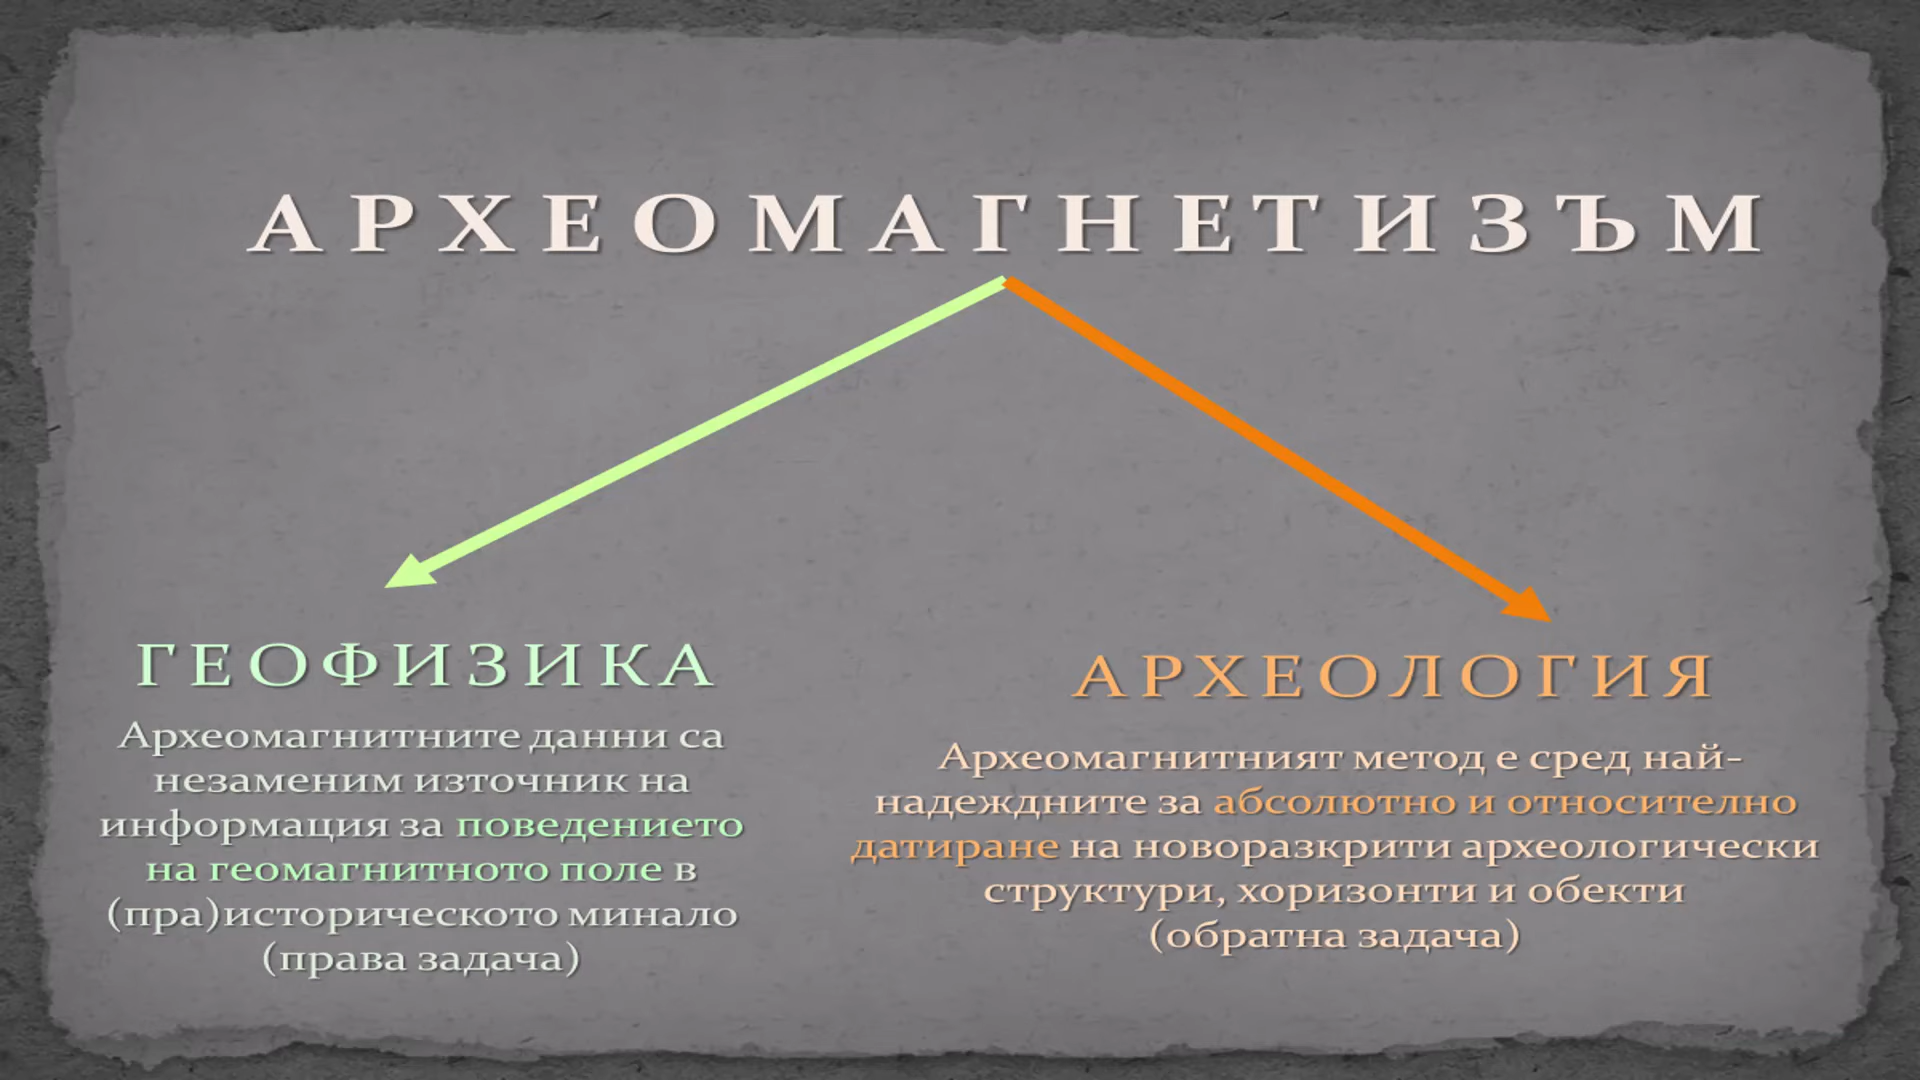 АРХЕОМАГНЕТИЗЪМ
ГЕОФИЗИКА
Археомагнитните данни са
незаменим източник на
информация за поведението
на геомагнитното поле в
(пра)историческото минало
(права задача)
АРХЕОЛОГИЯ
Археомагнитният метод е сред най-
надеждните за абсолютно и относително
датиране на новоразкрити археологически
структури, хоризонти и обекти
(обратна задача)